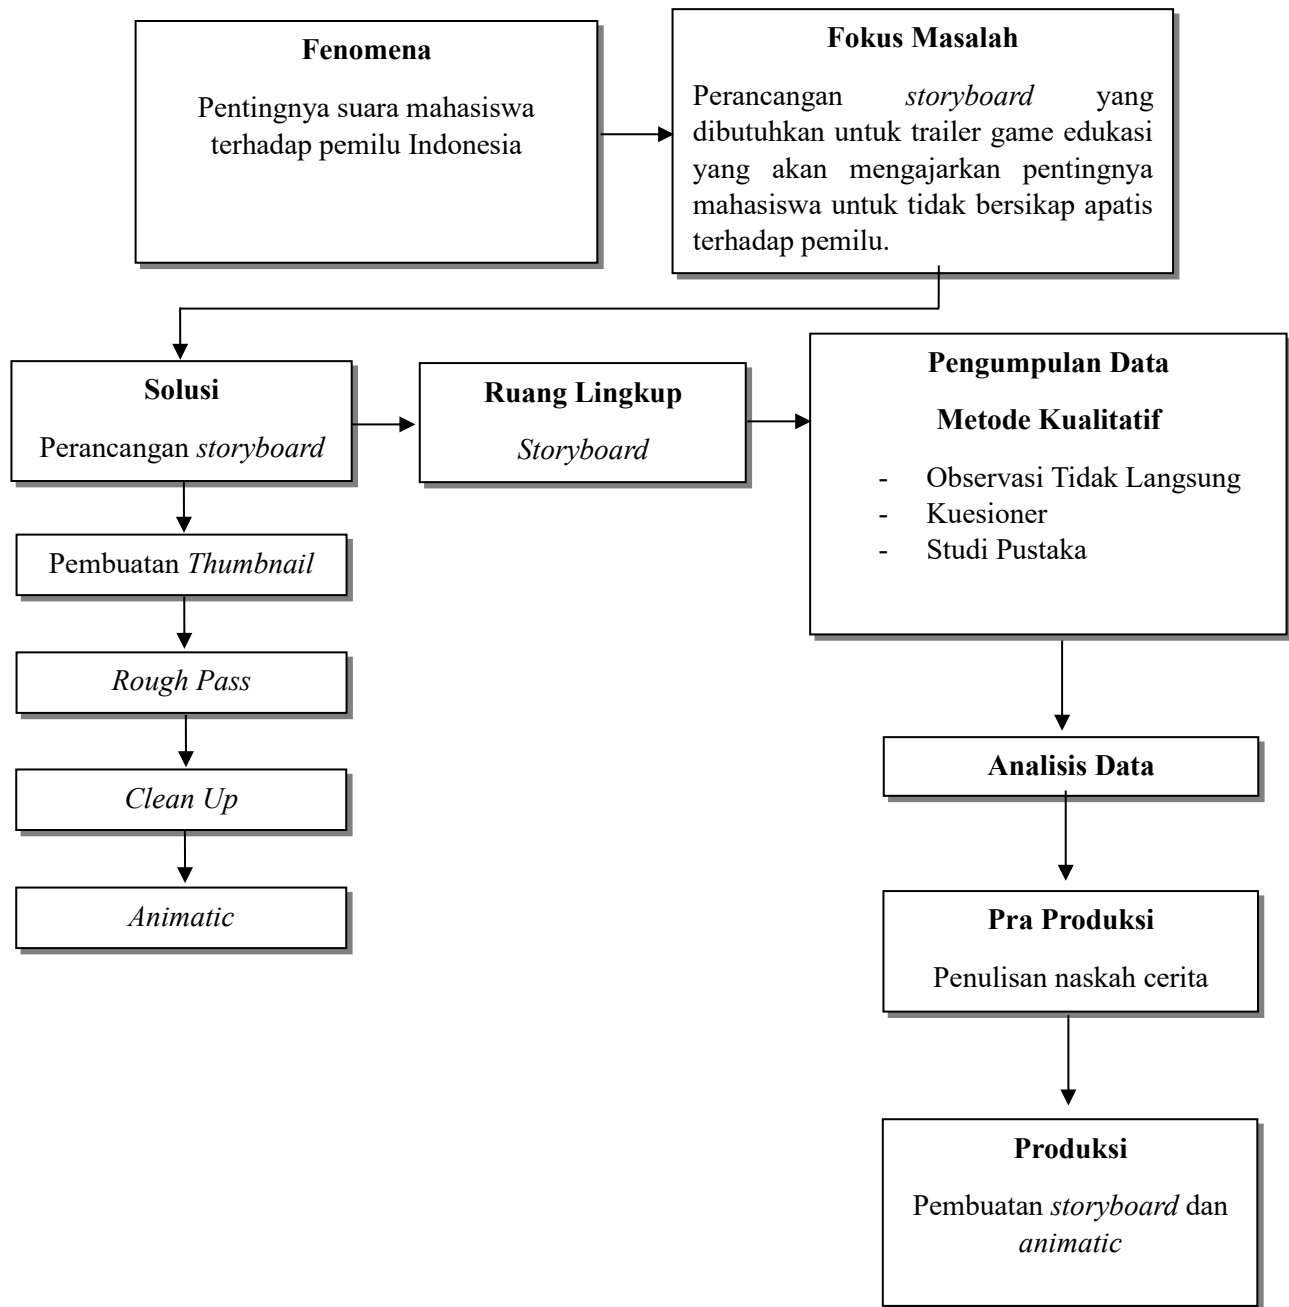 Fenomena
Pentingnya suara mahasiswa
terhadap pemilu Indonesia
Fokus Masalah
Perancangan storyboard yang
dibutuhkan untuk trailer game edukasi
yang akan mengajarkan pentingnya
mahasiswa untuk tidak bersikap apatis
terhadap pemilu.
Solusi
Perancangan storyboard
Ruang Lingkup
Storyboard
Pengumpulan Data
Metode Kualitatif
- Observasi Tidak Langsung
- Kuesioner
- Studi Pustaka
Pembuatan Thumbnail
Rough Pass
Clean Up
Animatic
Analisis Data
Pra Produksi
Penulisan naskah cerita
Produksi
Pembuatan storyboard dan
animatic